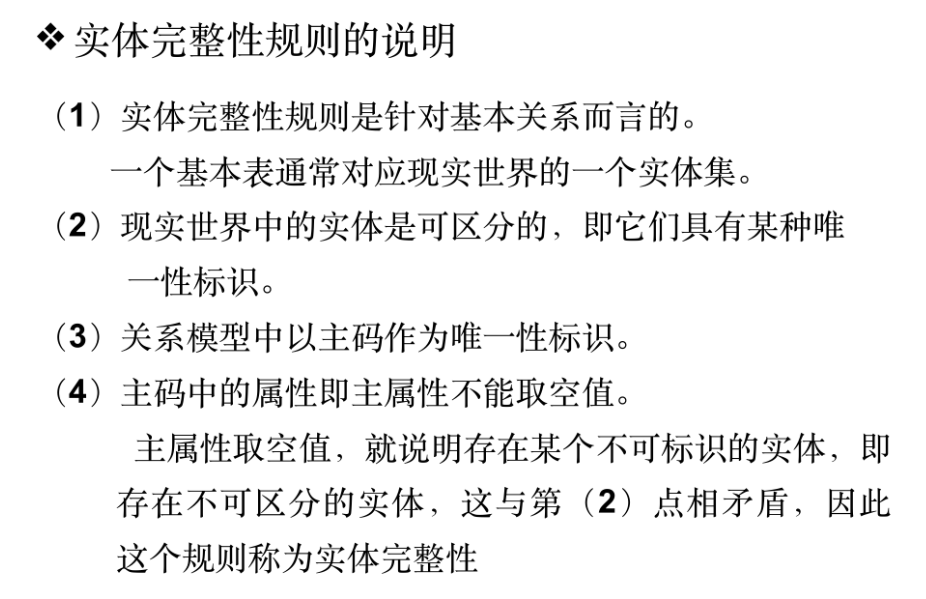 ❖ 实体完整性规则的说明
（1）实体完整性规则是针对基本关系而言的。
一个基本表通常对应现实世界的一个实体集。
（2）现实世界中的实体是可区分的，即它们具有某种唯
一性标识。
（3）关系模型中以主码作为唯一性标识。
（4）主码中的属性即主属性不能取空值。
主属性取空值，就说明存在某个不可标识的实体，即
存在不可区分的实体，这与第（2）点相矛盾，因此
这个规则称为实体完整性